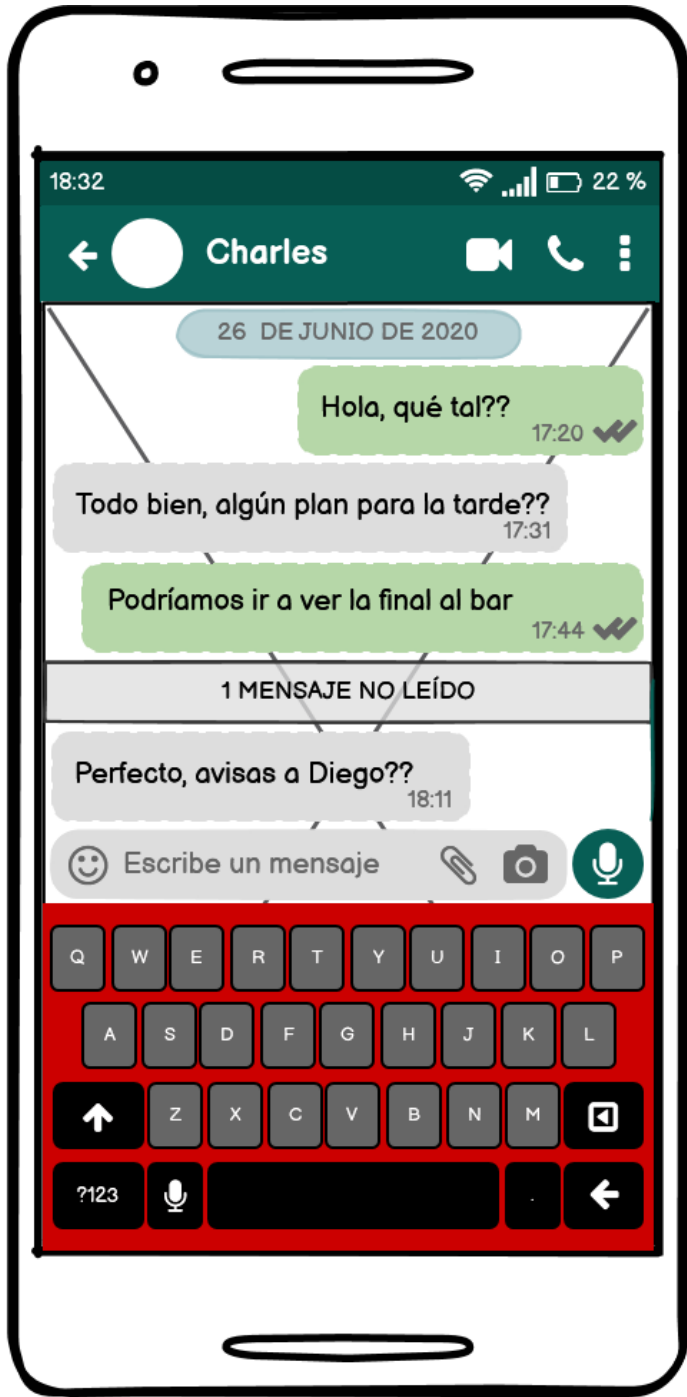 18:32 22 %
Charles
26 DE JUNIO DE 2020
Hola, qué tal??
17:20
Todo bien, algún plan para la tarde??
17:31
Podríamos ir a ver la final al bar
17:44
1 MENSAJE NO LEÍDO
Perfecto, avisas a Diego??
18:11
Escribe un mensaje
Q W E R T Y U I O P
A S D F G H J K L
Z X C V B N M
?123 .